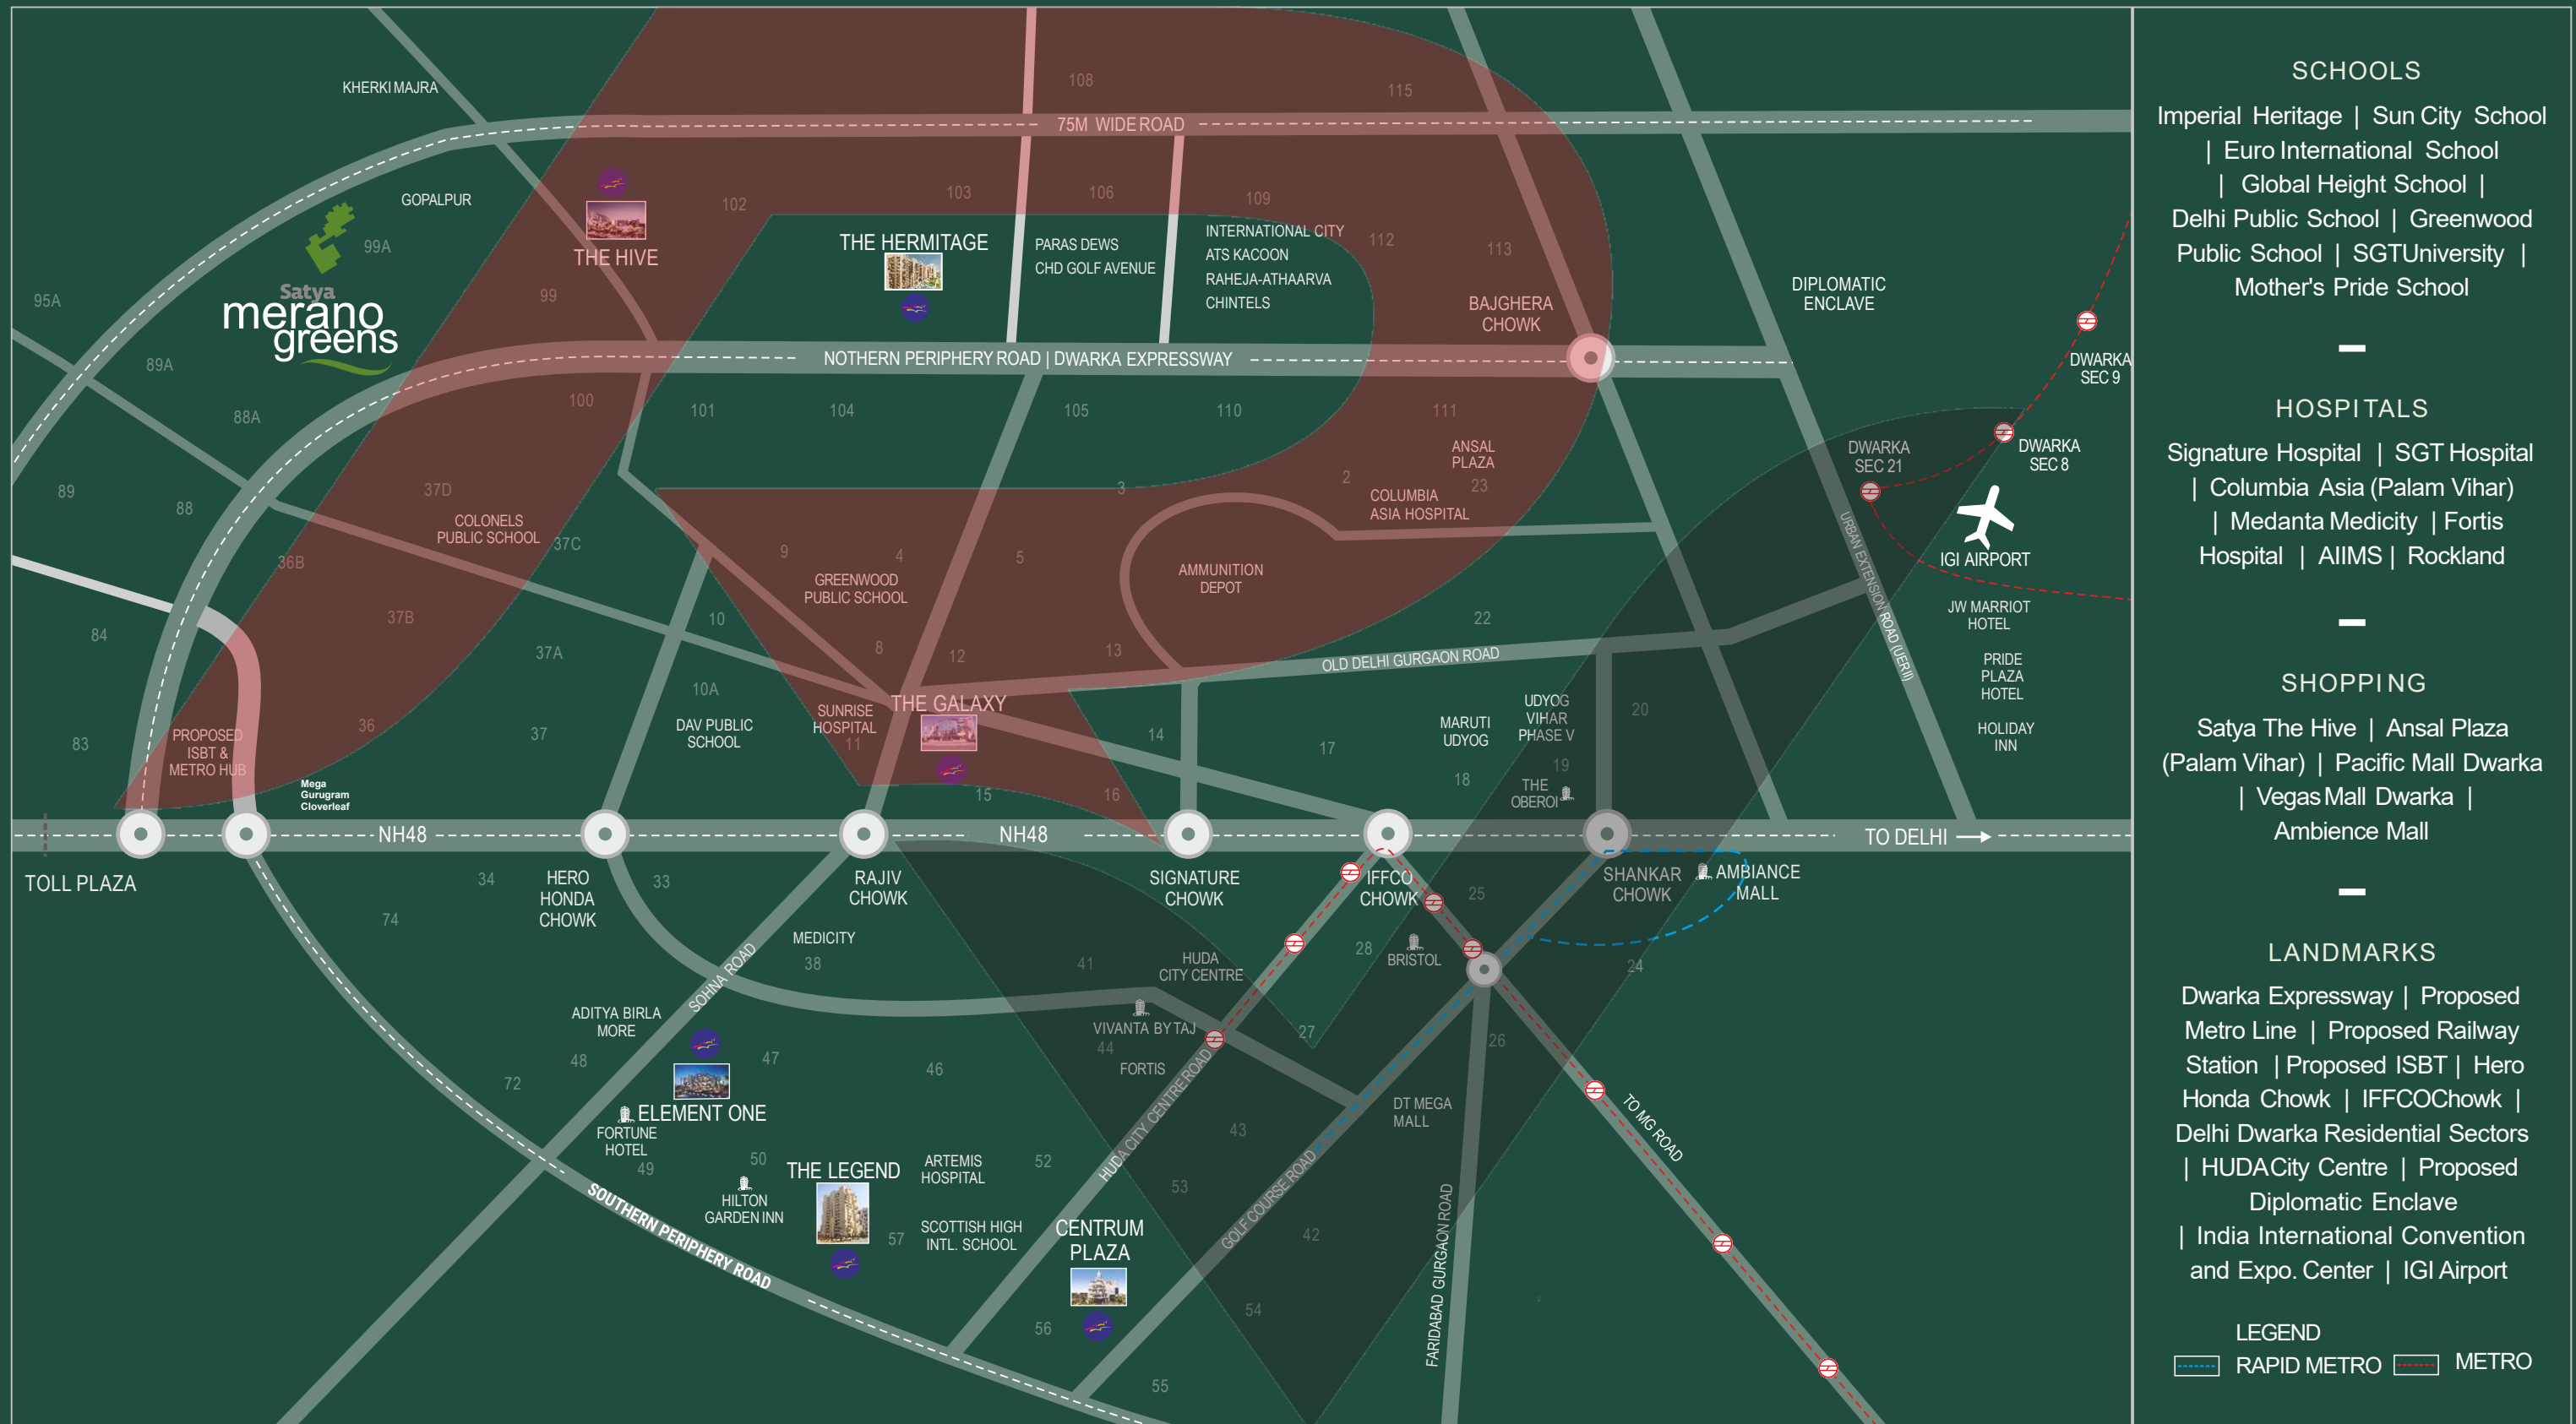 KHERKI MAJRA
108
115
75M WIDE ROAD
GOPALPUR
99A
102
103
106
109
THE HIVE
THE HERMITAGE
PARAS DEWS
CHD GOLF AVENUE
INTERNATIONAL CITY
ATS KACOON
RAHEJA-ATHAARVA
CHINTELS
112
113
BAJGHERA
CHOWK
DIPLOMATIC
ENCLAVE
Satya
merano
greens
95A
99
89A
88A
NOTHERN PERIPHERY ROAD | DWARKA EXPRESSWAY
DWARKA
SEC 9
100
101
104
105
110
111
ANSAL
PLAZA
23
DWARKA
SEC 21
DWARKA
SEC 8
89
88
37D
COLONELS
PUBLIC SCHOOL
37C
3
2
COLUMBIA
ASIA HOSPITAL
36B
9
4
5
GREENWOOD
PUBLIC SCHOOL
AMMUNITION
DEPOT
URBAN EXTENSION ROAD (UERII)
IGI AIRPORT
84
37B
37A
10
8
12
13
22
OLD DELHI GURGAON ROAD
JW MARRIOT
HOTEL
PRIDE
PLAZA
HOTEL
HOLIDAY
INN
83
PROPOSED
ISBT &
METRO HUB
36
37
10A
DAV PUBLIC
SCHOOL
SUNRISE
HOSPITAL
11
THE GALAXY
15
16
14
17
MARUTI
UDYOG
18
UDYOG
VIHAR
PHASE V
19
20
THE
OBEROI
Mega
Gurugram
Cloverleaf
NH48
NH48
TO DELHI
TOLL PLAZA
34
HERO
HONDA
CHOWK
33
RAJIV
CHOWK
SIGNATURE
CHOWK
IFFCO
CHOWK
25
SHANKAR
CHOWK
AMBIANCE
MALL
74
MEDICITY
38
SOHNA ROAD
41
HUDA
CITY CENTRE
28
BRISTOL
24
ADITYA BIRLA
MORE
48
47
46
VIVANTA BY TAJ
44
FORTIS
27
26
72
ELEMENT ONE
FORTUNE
HOTEL
49
50
HILTON
GARDEN INN
THE LEGEND
57
ARTEMIS
HOSPITAL
SCOTTISH HIGH
INTL. SCHOOL
52
HUDA CITY CENTRE ROAD
43
53
DT MEGA
MALL
TO MG ROAD
SOUTHERN PERIPHERY ROAD
CENTRUM
PLAZA
GOLF COURSE ROAD
42
54
FARIDABAD GURGAON ROAD
56
55
SCHOOLS
Imperial Heritage | Sun City School
| Euro International School
| Global Height School |
Delhi Public School | Greenwood
Public School | SGTUniversity |
Mother's Pride School
HOSPITALS
Signature Hospital | SGT Hospital
| Columbia Asia (Palam Vihar)
| Medanta Medicity | Fortis
Hospital | AIIMS | Rockland
SHOPPING
Satya The Hive | Ansal Plaza
(Palam Vihar) | Pacific Mall Dwarka
| Vegas Mall Dwarka |
Ambience Mall
LANDMARKS
Dwarka Expressway | Proposed
Metro Line | Proposed Railway
Station | Proposed ISBT | Hero
Honda Chowk | IFFCOChowk |
Delhi Dwarka Residential Sectors
| HUDACity Centre | Proposed
Diplomatic Enclave
| India International Convention
and Expo. Center | IGI Airport
LEGEND
RAPID METRO
METRO